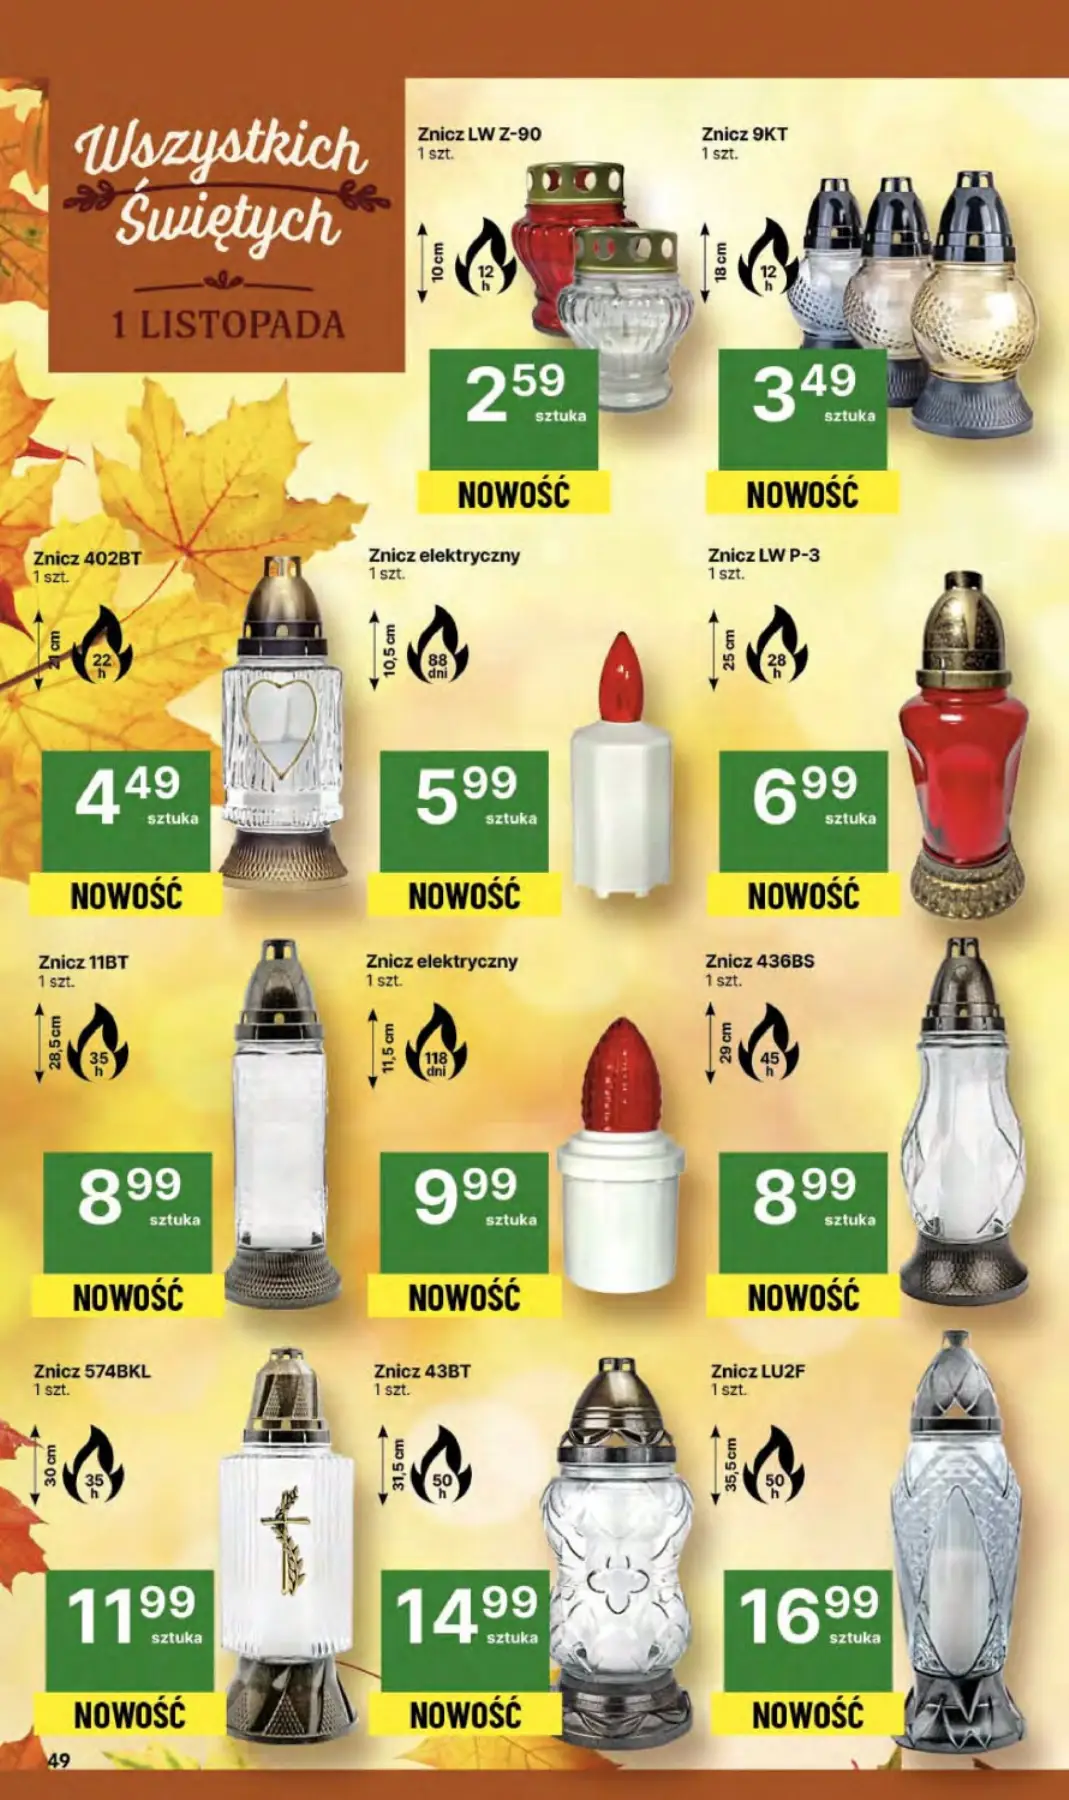 Wszystkich
Świętych
1 LISTOPADA
Znicz LW Z-90
1 szt.
10 cm
12
h
2 59
sztuka
NOWOŚĆ
Znicz 9KT
1 szt.
18 cm
12
h
3 49
sztuka
NOWOŚĆ
Znicz 402BT
1 szt.
21 cm
22
h
4 49
sztuka
NOWOŚĆ
Znicz elektryczny
1 szt.
10,5 cm
88
dni
5 99
sztuka
NOWOŚĆ
Znicz LW P-3
1 szt.
25 cm
28
h
6 99
sztuka
NOWOŚĆ
Znicz 11BT
1 szt.
28,5 cm
35
h
8 99
sztuka
NOWOŚĆ
Znicz elektryczny
1 szt.
11,5 cm
118
dni
9 99
sztuka
NOWOŚĆ
Znicz 436BS
1 szt.
29 cm
45
h
8 99
sztuka
NOWOŚĆ
Znicz 574BKL
1 szt.
30 cm
35
h
11 99
sztuka
NOWOŚĆ
Znicz 43BT
1 szt.
31,5 cm
50
h
14 99
sztuka
NOWOŚĆ
Znicz LU2F
1 szt.
35,5 cm
50
h
16 99
sztuka
NOWOŚĆ
49